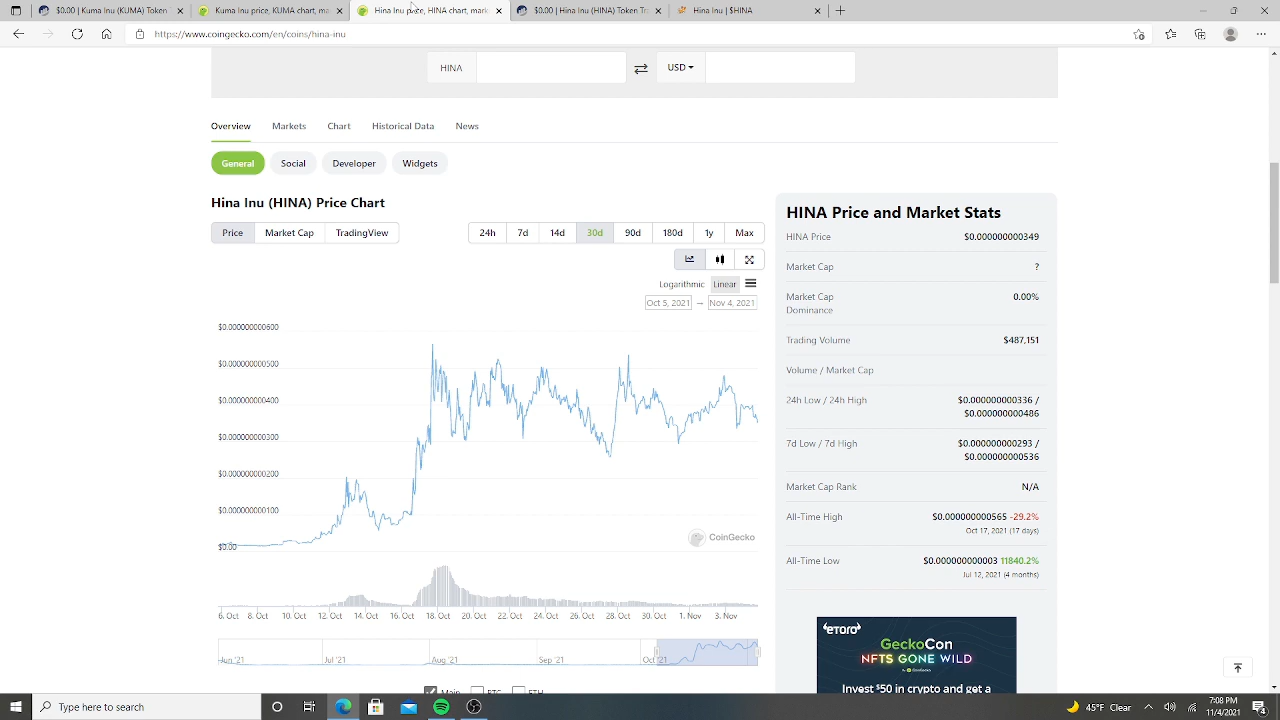 $0.00 | Kuma Inu (KUMA) Token
Kuma Inu price, KUMA chart, ma
Hina Inu price, HINA chart, mark
$0.00 | Hina Inu (HINA) Token Tr
Hina Inu | $HINA
https://www.coingecko.com/en/coins/hina-inu
HINA
USD
Overview
Markets
Chart
Historical Data
News
General
Social
Developer
Widgets
Hina Inu (HINA) Price Chart
Price
Market Cap
TradingView
24h
7d
14d
30d
90d
180d
1y
Max
Logarithmic
Linear
Oct 5, 2021 → Nov 4, 2021
$0.000000000600
$0.000000000500
$0.000000000400
$0.000000000300
$0.000000000200
$0.000000000100
$0.00
CoinGecko
6. Oct
8. Oct
10. Oct
12. Oct
14. Oct
16. Oct
18. Oct
20. Oct
22. Oct
24. Oct
26. Oct
28. Oct
30. Oct
1. Nov
3. Nov
Jun '21
Jul '21
Aug '21
Sep '21
Oct '21
Main
BTC
ETH
HINA Price and Market Stats
HINA Price
$0.000000000349
Market Cap
?
Market Cap
Dominance
0.00%
Trading Volume
$487,151
Volume / Market Cap
24h Low / 24h High
$0.000000000336 /
$0.000000000486
7d Low / 7d High
$0.000000000293 /
$0.000000000536
Market Cap Rank
N/A
All-Time High
$0.000000000565 -29.2%
Oct 17, 2021 (17 days)
All-Time Low
$0.000000000003 11840.2%
Jul 12, 2021 (4 months)
eToro
GeckoCon
NFTS GONE WILD
By CoinGecko
Invest $50 in crypto and get a
Type here to search
45°F Clear
7:08 PM
11/4/2021